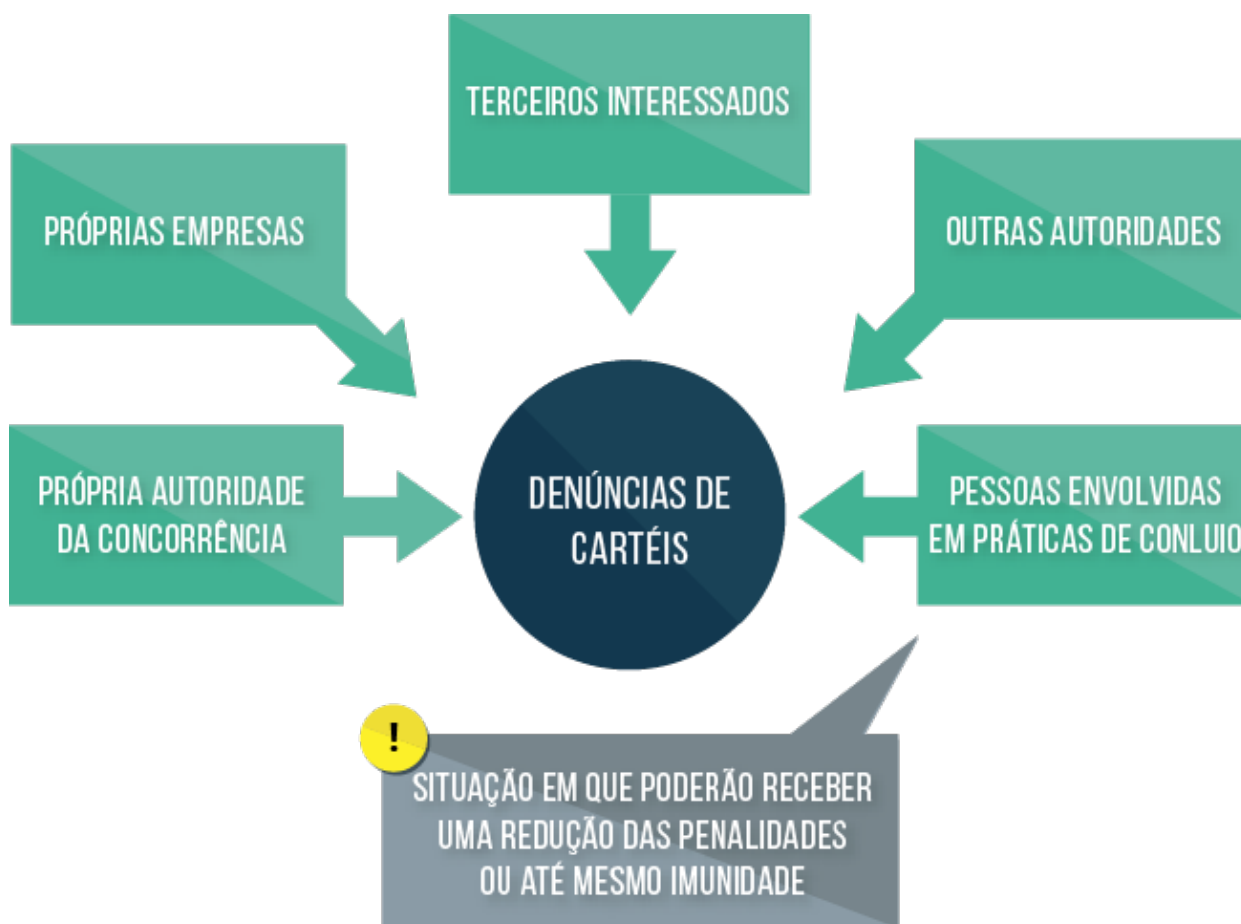 TERCEIROS INTERESSADOS
PRÓPRIAS EMPRESAS
OUTRAS AUTORIDADES
PRÓPRIA AUTORIDADE
DA CONCORRÊNCIA
DENÚNCIAS DE
CARTÉIS
PESSOAS ENVOLVIDAS
EM PRÁTICAS DE CONLUIO
!
SITUAÇÃO EM QUE PODERÃO RECEBER
UMA REDUÇÃO DAS PENALIDADES
OU ATÉ MESMO IMUNIDADE